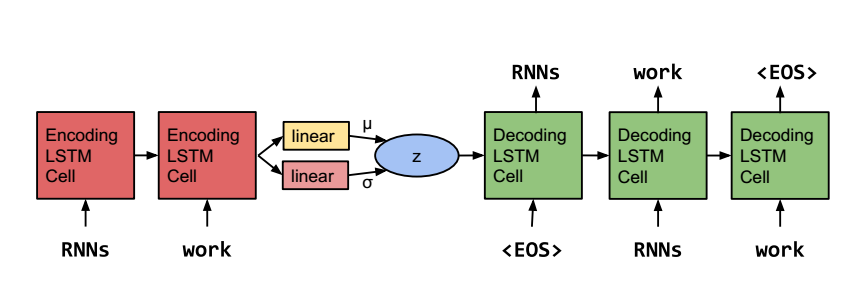 RNNs work <EOS>
Encoding LSTM Cell
Encoding LSTM Cell
linear
μ
linear
σ
z
Decoding LSTM Cell
Decoding LSTM Cell
Decoding LSTM Cell
RNNs work <EOS> RNNs work